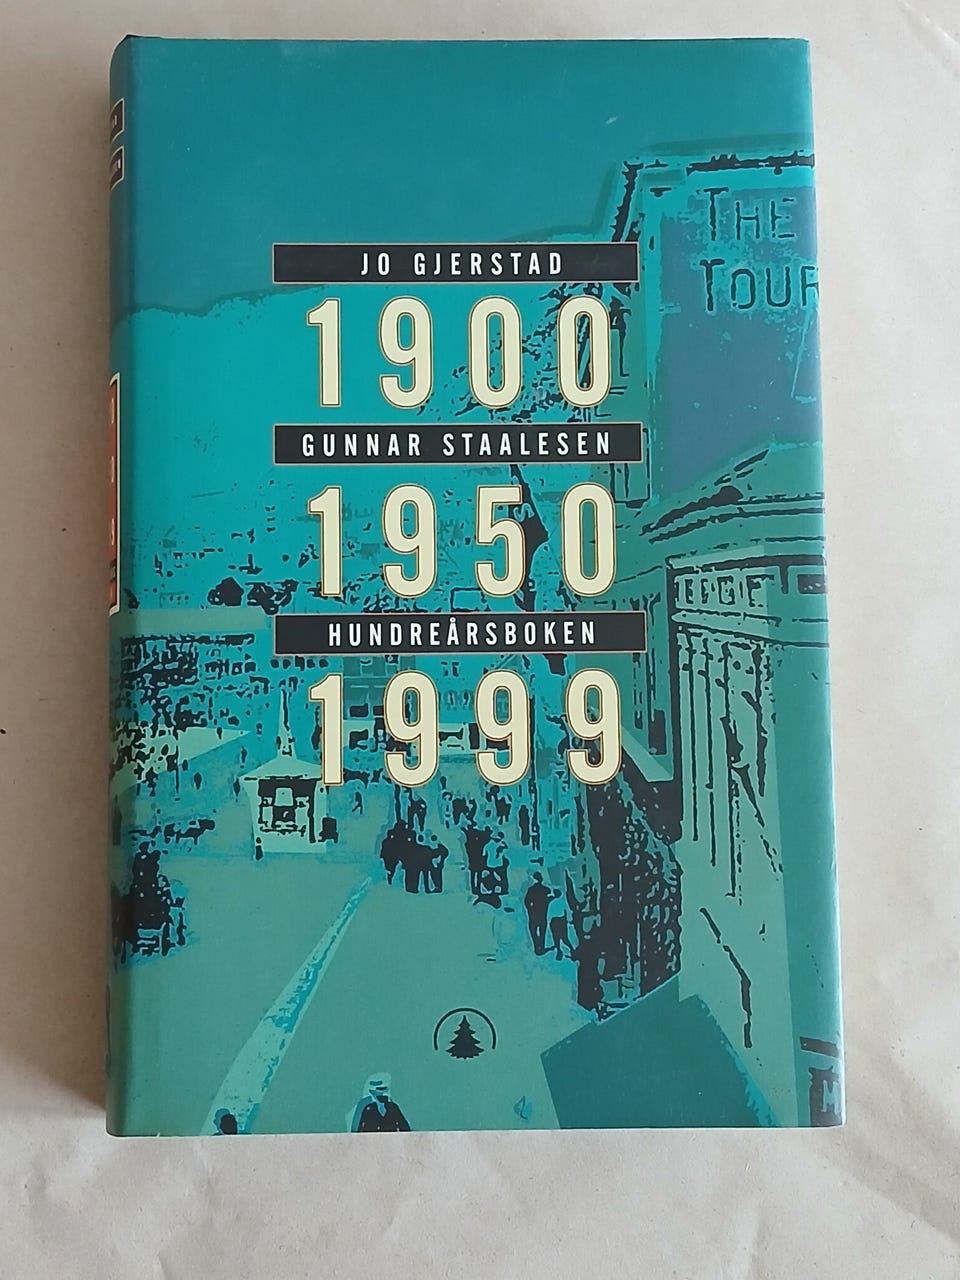 THE
TOUR
JO GJERSTAD
1900
GUNNAR STAALESEN
1950
HUNDREÅRSBOKEN
1999